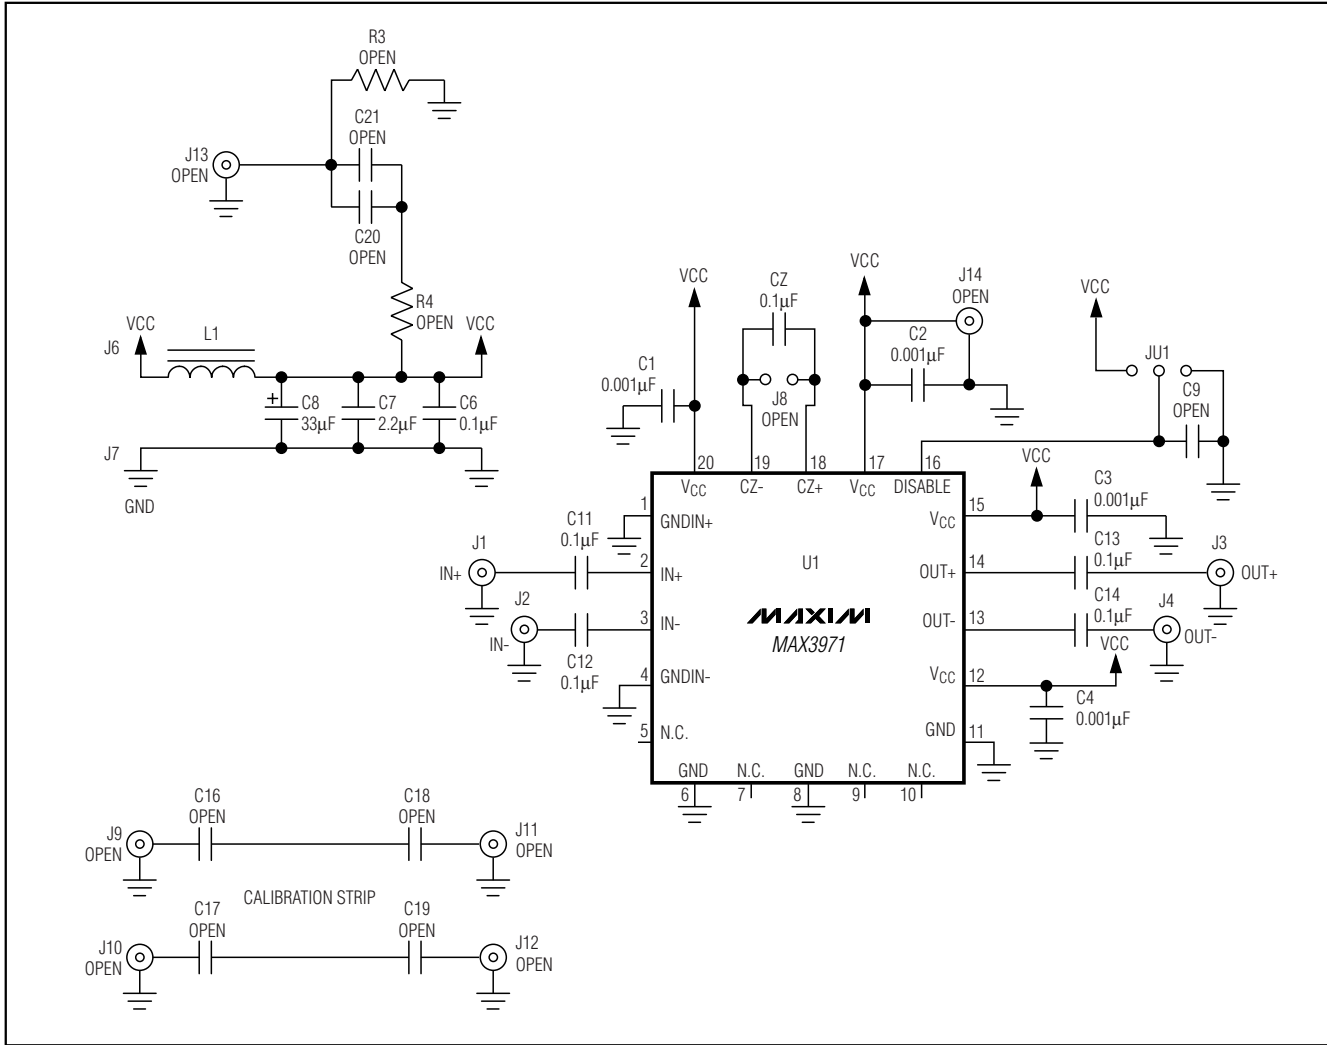 R3
OPEN
C21
OPEN
J13
OPEN
C20
OPEN
R4
OPEN
J6
VCC
L1
VCC
C8
33µF
C7
2.2µF
C6
0.1µF
+
J7
GND
VCC
CZ
0.1µF
VCC
J14
OPEN
C2
0.001µF
C1
0.001µF
J8
OPEN
VCC
JU1
C9
OPEN
20
19
18
17
16
VCC
CZ-
CZ+
VCC
DISABLE
VCC
C3
0.001µF
1
GNDIN+
15
VCC
C11
0.1µF
J1
IN+
2
IN+
U1
14
OUT+
C13
0.1µF
J3
OUT+
J2
IN-
C12
0.1µF
3
IN-
MAXIM
MAX3971
13
OUT-
C14
0.1µF
J4
OUT-
4
GNDIN-
12
VCC
VCC
C4
0.001µF
5
N.C.
11
GND
GND
N.C.
GND
N.C.
N.C.
6
7
8
9
10
C16
OPEN
C18
OPEN
J9
OPEN
J11
OPEN
CALIBRATION STRIP
C17
OPEN
C19
OPEN
J10
OPEN
J12
OPEN